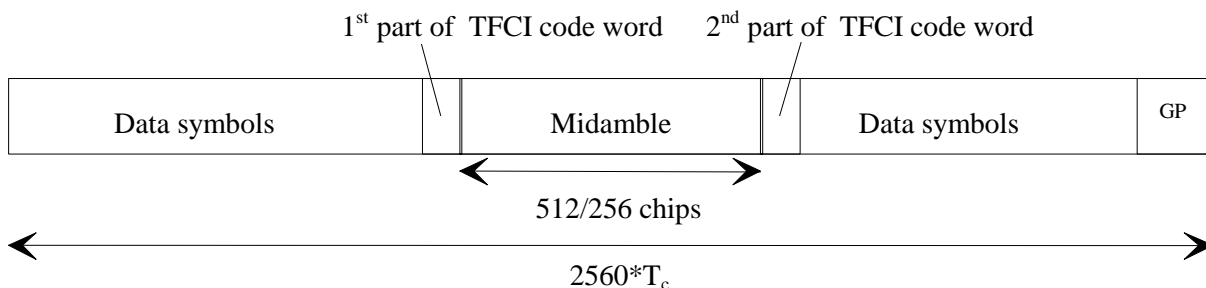 1st part of TFCI code word 2nd part of TFCI code word
Data symbols Midamble Data symbols GP
512/256 chips
2560*Tc